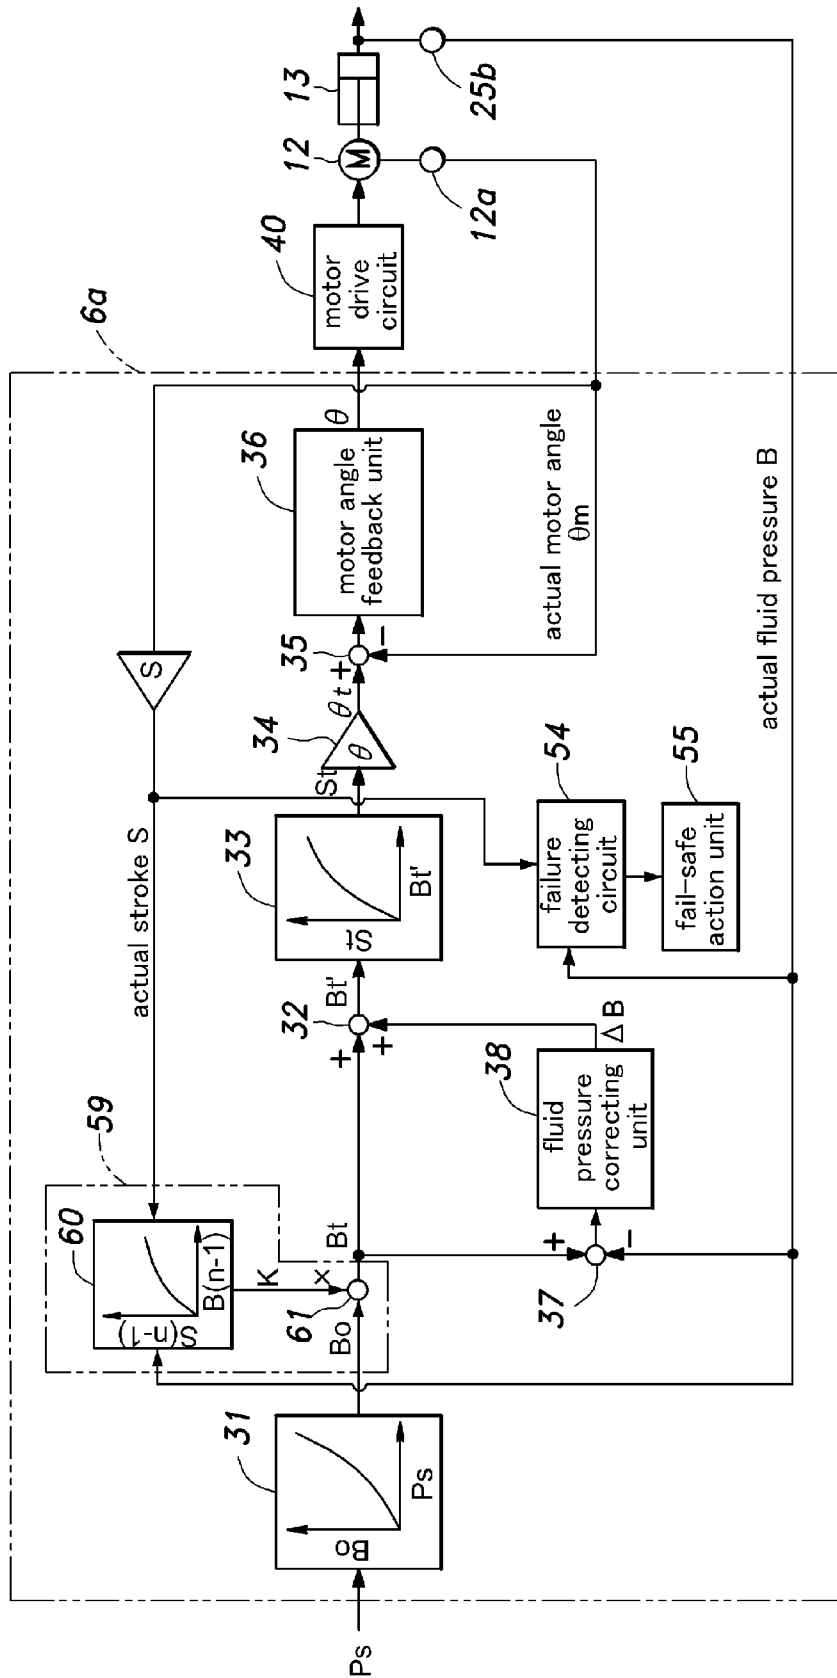 6a
59
60
S(n-1)
B(n-1)
K
×
61
actual stroke S
S
Ps
31
Bo
Ps
Bo
Bt
+
+
32
Bt'
33
St
Bt'
St
34
θ
θt
+
−
35
36
motor angle
feedback unit
θ
40
motor
drive
circuit
12
M
13
12a
25b
actual motor angle
θm
+
−
37
38
fluid
pressure
correcting
unit
ΔB
54
failure
detecting
circuit
55
fail-safe
action unit
actual fluid pressure B